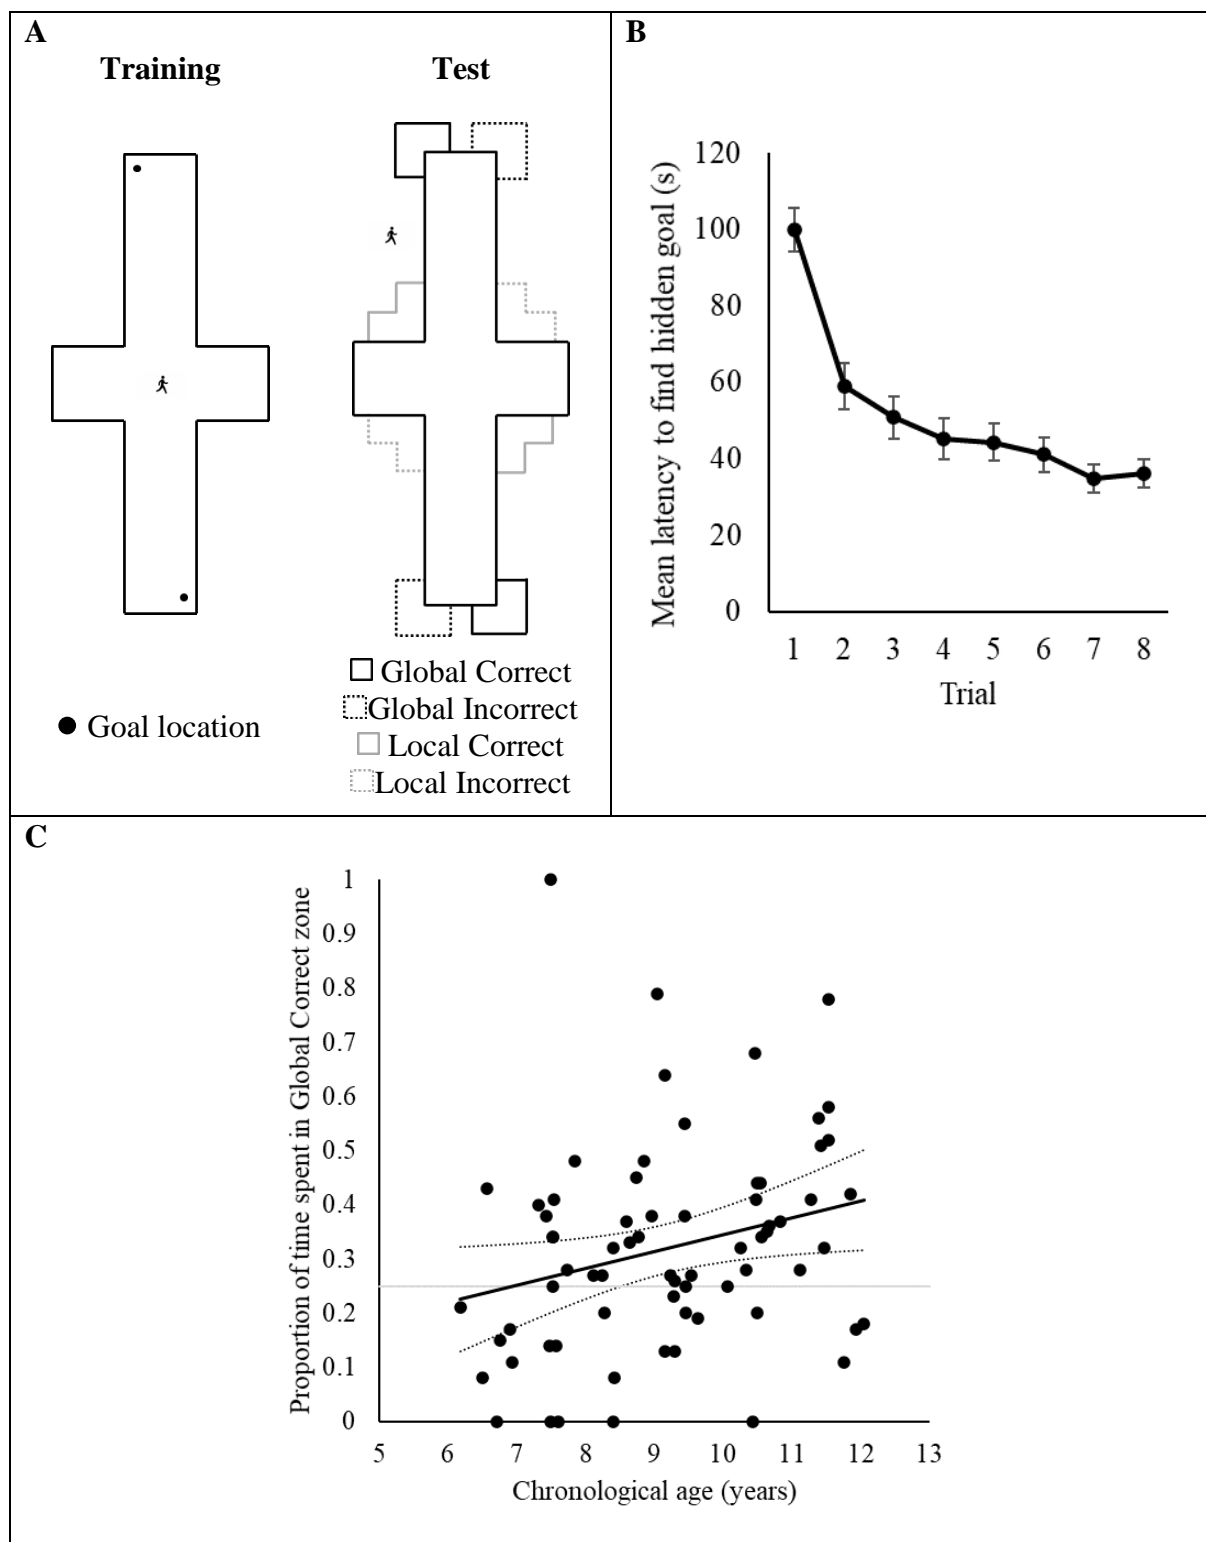 A
Training
Test
Global Correct
Global Incorrect
Local Correct
Local Incorrect
Goal location
B
Mean latency to find hidden goal (s)
120
100
80
60
40
20
0
1 2 3 4 5 6 7 8
Trial
C
Proportion of time spent in Global Correct zone
1
0.9
0.8
0.7
0.6
0.5
0.4
0.3
0.2
0.1
0
5 6 7 8 9 10 11 12 13
Chronological age (years)